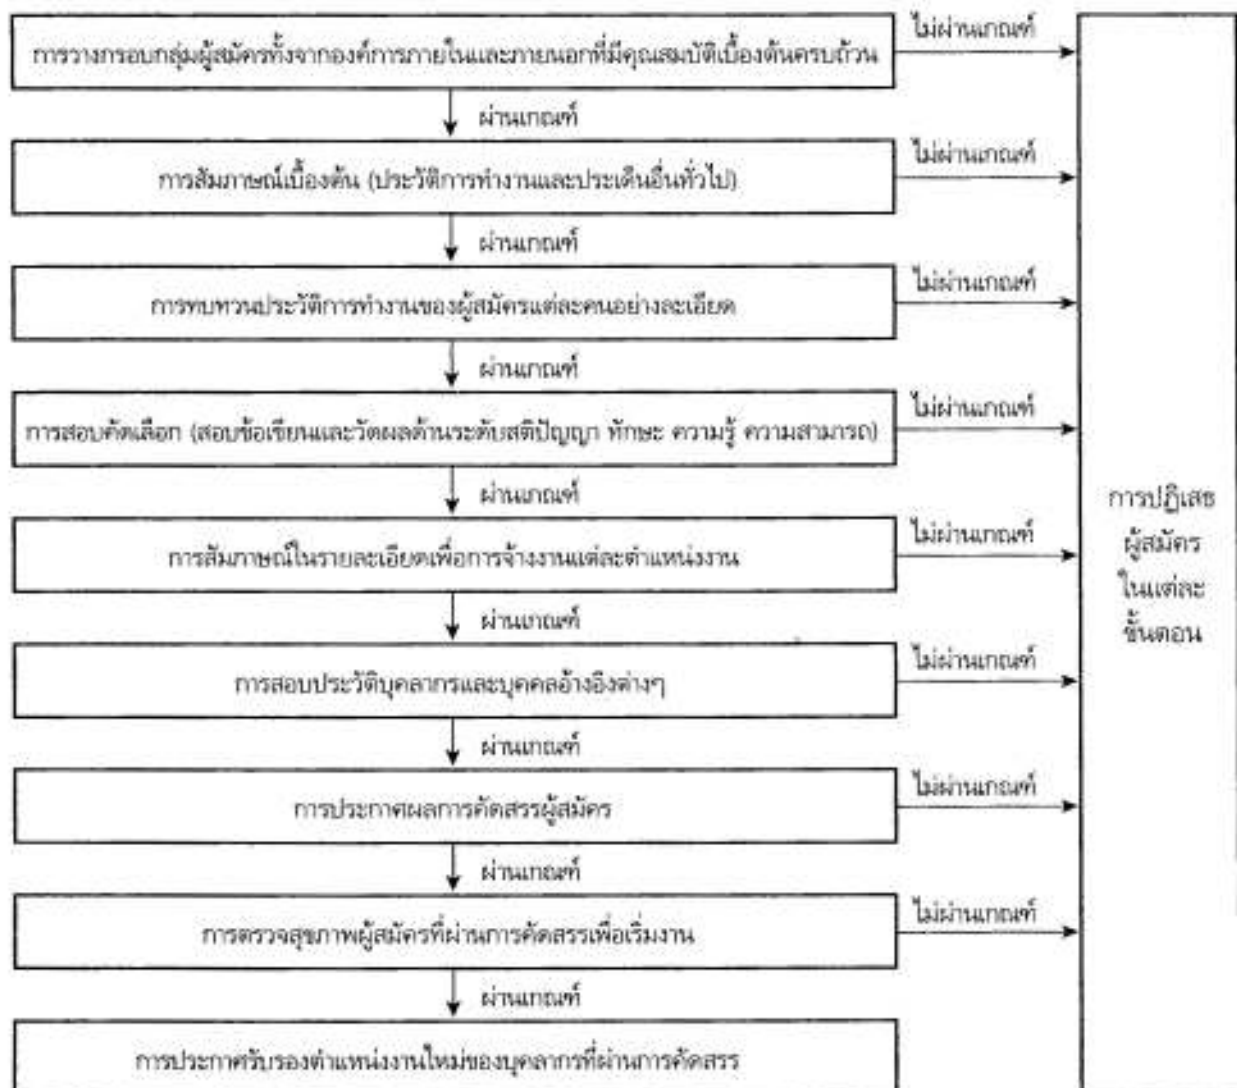 การวางกรอบกลุ่มผู้สมัครทั้งจากองค์การภายในและภายนอกที่มีคุณสมบัติเบื้องต้นครบถ้วน
ไม่ผ่านเกณฑ์
ผ่านเกณฑ์
การสัมภาษณ์เบื้องต้น (ประวัติการทำงานและประเด็นอื่นทั่วไป)
ไม่ผ่านเกณฑ์
ผ่านเกณฑ์
การทบทวนประวัติการทำงานของผู้สมัครแต่ละคนอย่างละเอียด
ไม่ผ่านเกณฑ์
ผ่านเกณฑ์
การสอบคัดเลือก (สอบข้อเขียนและวัดผลด้านระดับสติปัญญา ทักษะ ความรู้ ความสามารถ)
ไม่ผ่านเกณฑ์
ผ่านเกณฑ์
การสัมภาษณ์ในรายละเอียดเพื่อการจ้างงานแต่ละตำแหน่งงาน
ไม่ผ่านเกณฑ์
ผ่านเกณฑ์
การสอบประวัติบุคลากรและบุคคลอ้างอิงต่างๆ
ไม่ผ่านเกณฑ์
ผ่านเกณฑ์
การประกาศผลการคัดสรรผู้สมัคร
ไม่ผ่านเกณฑ์
ผ่านเกณฑ์
การตรวจสุขภาพผู้สมัครที่ผ่านการคัดสรรเพื่อเริ่มงาน
ไม่ผ่านเกณฑ์
ผ่านเกณฑ์
การประกาศรับรองตำแหน่งงานใหม่ของบุคลากรที่ผ่านการคัดสรร
การปฏิเสธ
ผู้สมัคร
ในแต่ละ
ขั้นตอน